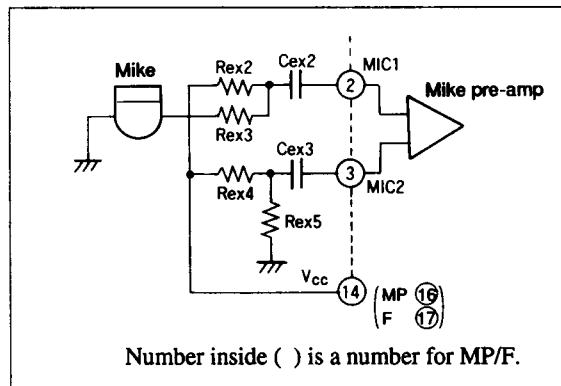 Mike
Rex2
Cex2
2
MIC1
Mike pre-amp
Rex3
Cex3
3
MIC2
Rex4
Rex5
Vcc
14
(MP 16)
(F 17)
Number inside ( ) is a number for MP/F.